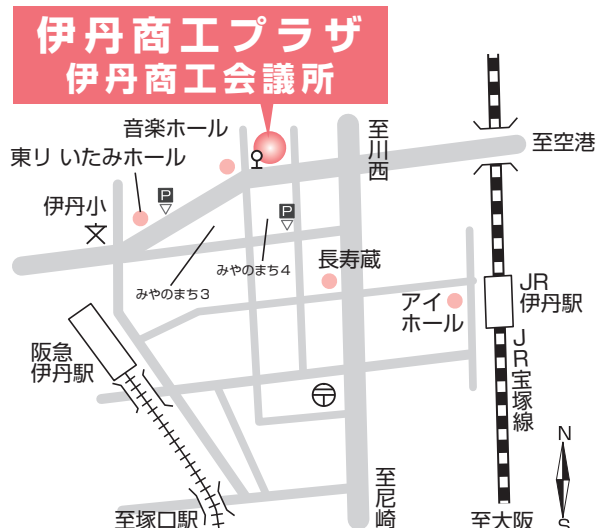 伊丹商工プラザ
伊丹商工会議所
音楽ホール
東リ いたみホール
至川西
至空港
P
伊丹小
文
P
みやのまち4
みやのまち3
長寿蔵
アイ
ホール
JR
伊丹駅
阪急
伊丹駅
JR宝塚線
N
至尼崎
至塚口駅
至大阪
S